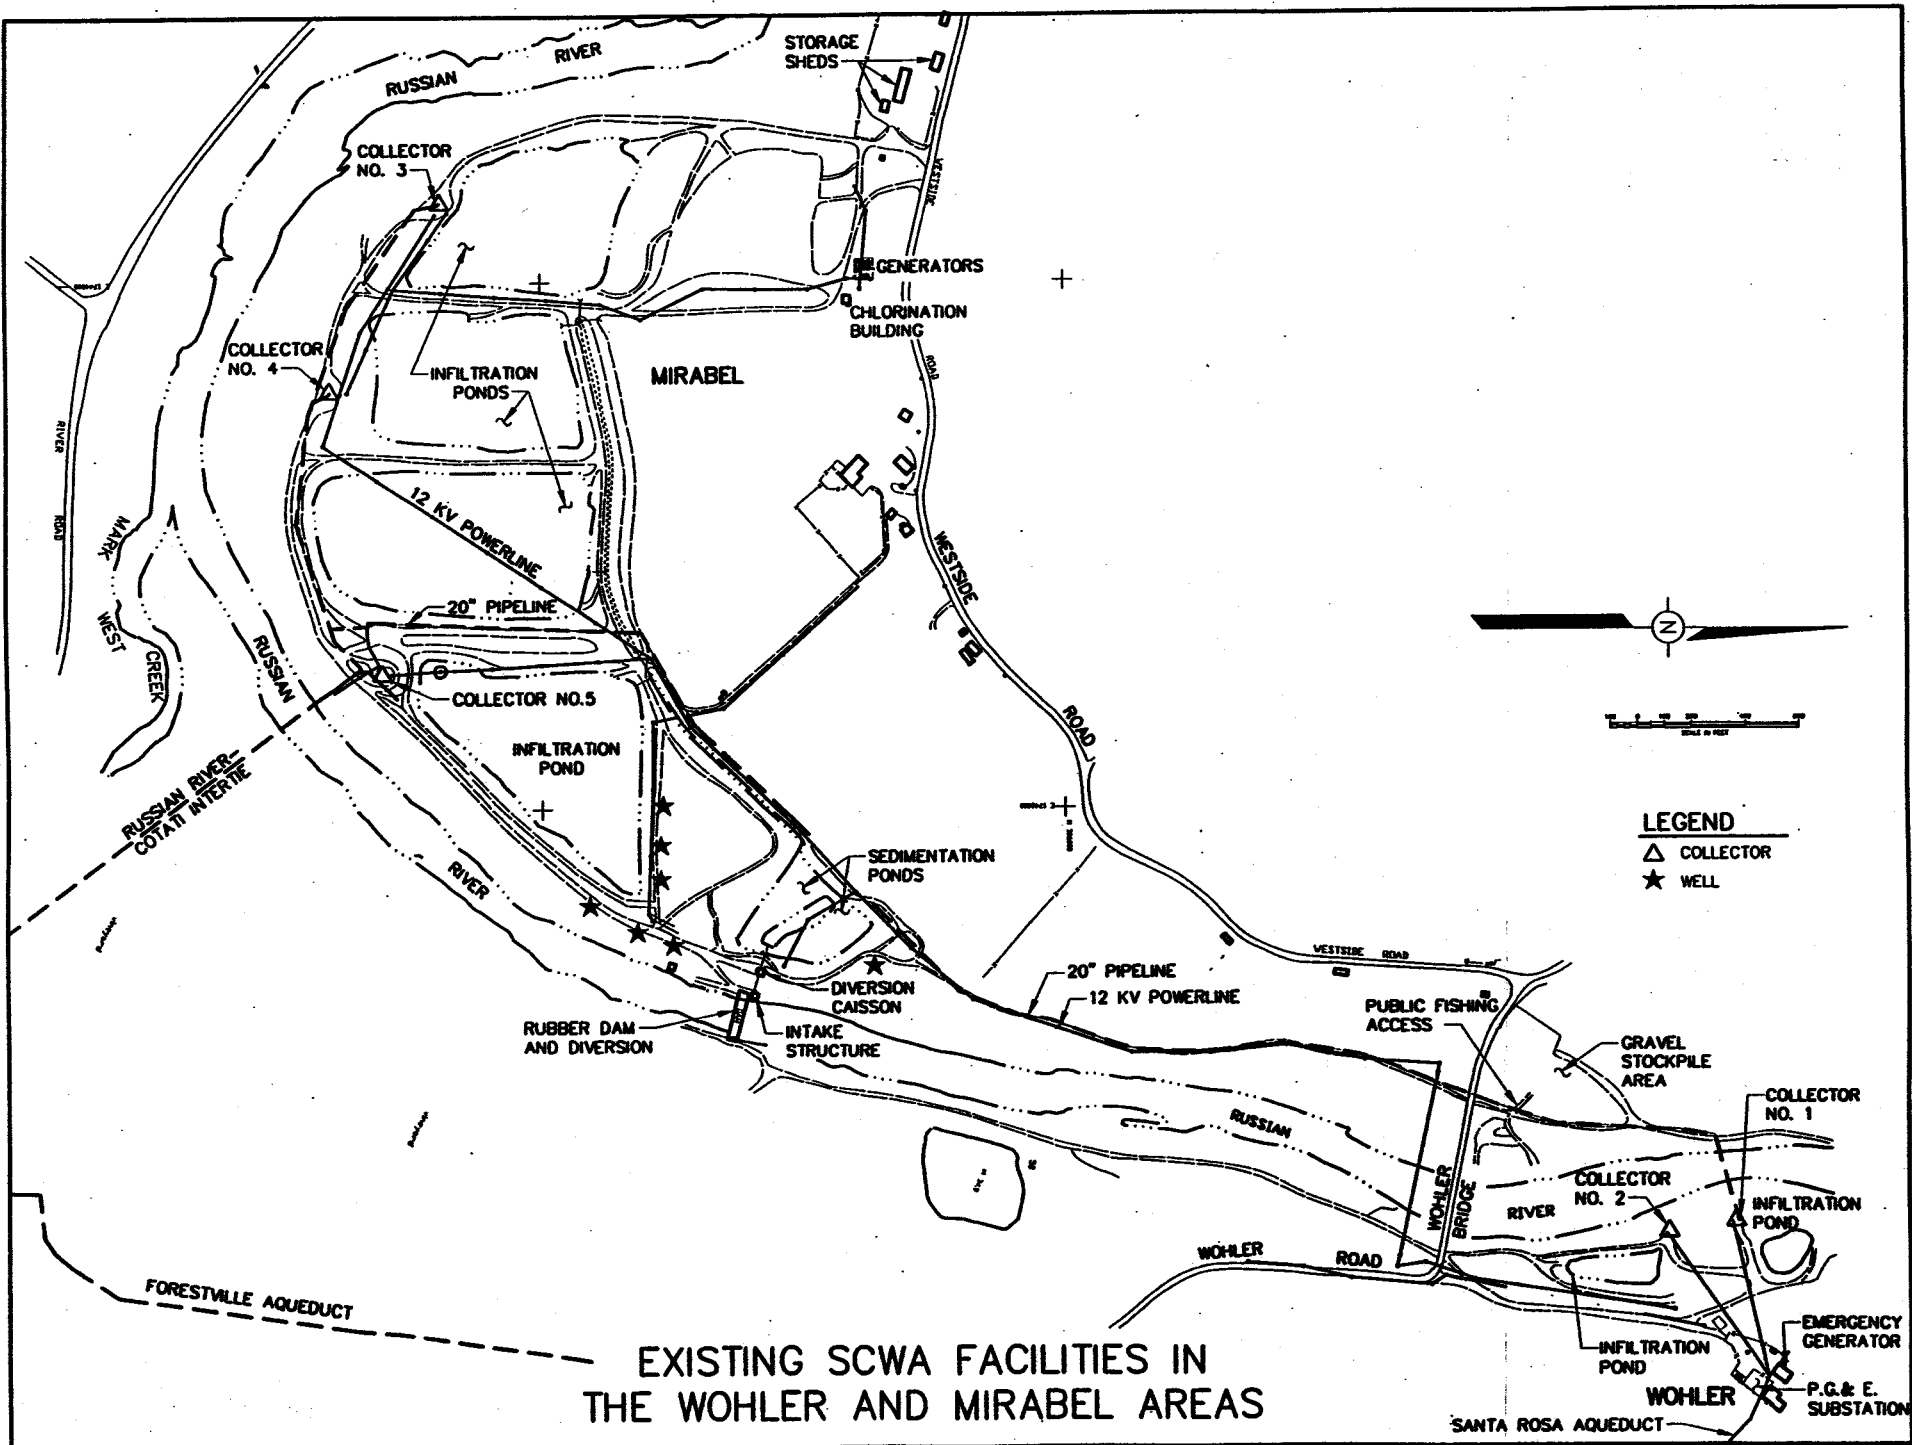 STORAGE
SHEDS
RUSSIAN
RIVER
COLLECTOR
NO. 3
WESTSIDE
GENERATORS
CHLORINATION
BUILDING
ROAD
COLLECTOR
NO. 4
INFILTRATION
PONDS
MIRABEL
RIVER
ROAD
12 KV POWERLINE
MARK
WEST
CREEK
WESTSIDE
ROAD
20" PIPELINE
RUSSIAN
COLLECTOR NO.5
INFILTRATION
POND
RUSSIAN RIVER-
COTATI INTERTIE
RIVER
N
SCALE IN FEET
LEGEND
COLLECTOR
WELL
SEDIMENTATION
PONDS
DIVERSION
CAISSON
INTAKE
STRUCTURE
RUBBER DAM
AND DIVERSION
20" PIPELINE
12 KV POWERLINE
WESTSIDE ROAD
PUBLIC FISHING
ACCESS
GRAVEL
STOCKPILE
AREA
COLLECTOR
NO. 1
RUSSIAN
RIVER
WOHLER
BRIDGE
COLLECTOR
NO. 2
INFILTRATION
POND
WOHLER
ROAD
FORESTVILLE AQUEDUCT
INFILTRATION
POND
EMERGENCY
GENERATOR
WOHLER
P.G.& E.
SUBSTATION
SANTA ROSA AQUEDUCT
EXISTING SCWA FACILITIES IN
THE WOHLER AND MIRABEL AREAS